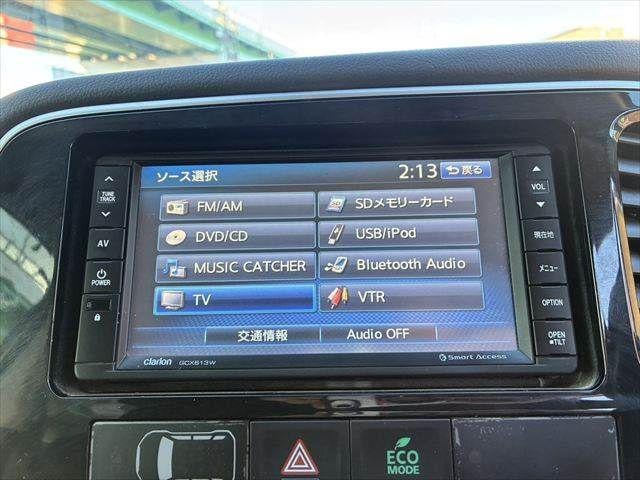 ソース選択
2:13
戻る
FM/AM
SDメモリーカード
DVD/CD
USB/iPod
MUSIC CATCHER
Bluetooth Audio
TV
VTR
交通情報
Audio OFF
clarion
GCX613W
Smart Access
TUNE
TRACK
AV
POWER
VOL
現在地
メニュー
OPTION
OPEN
TILT
ECO
MODE